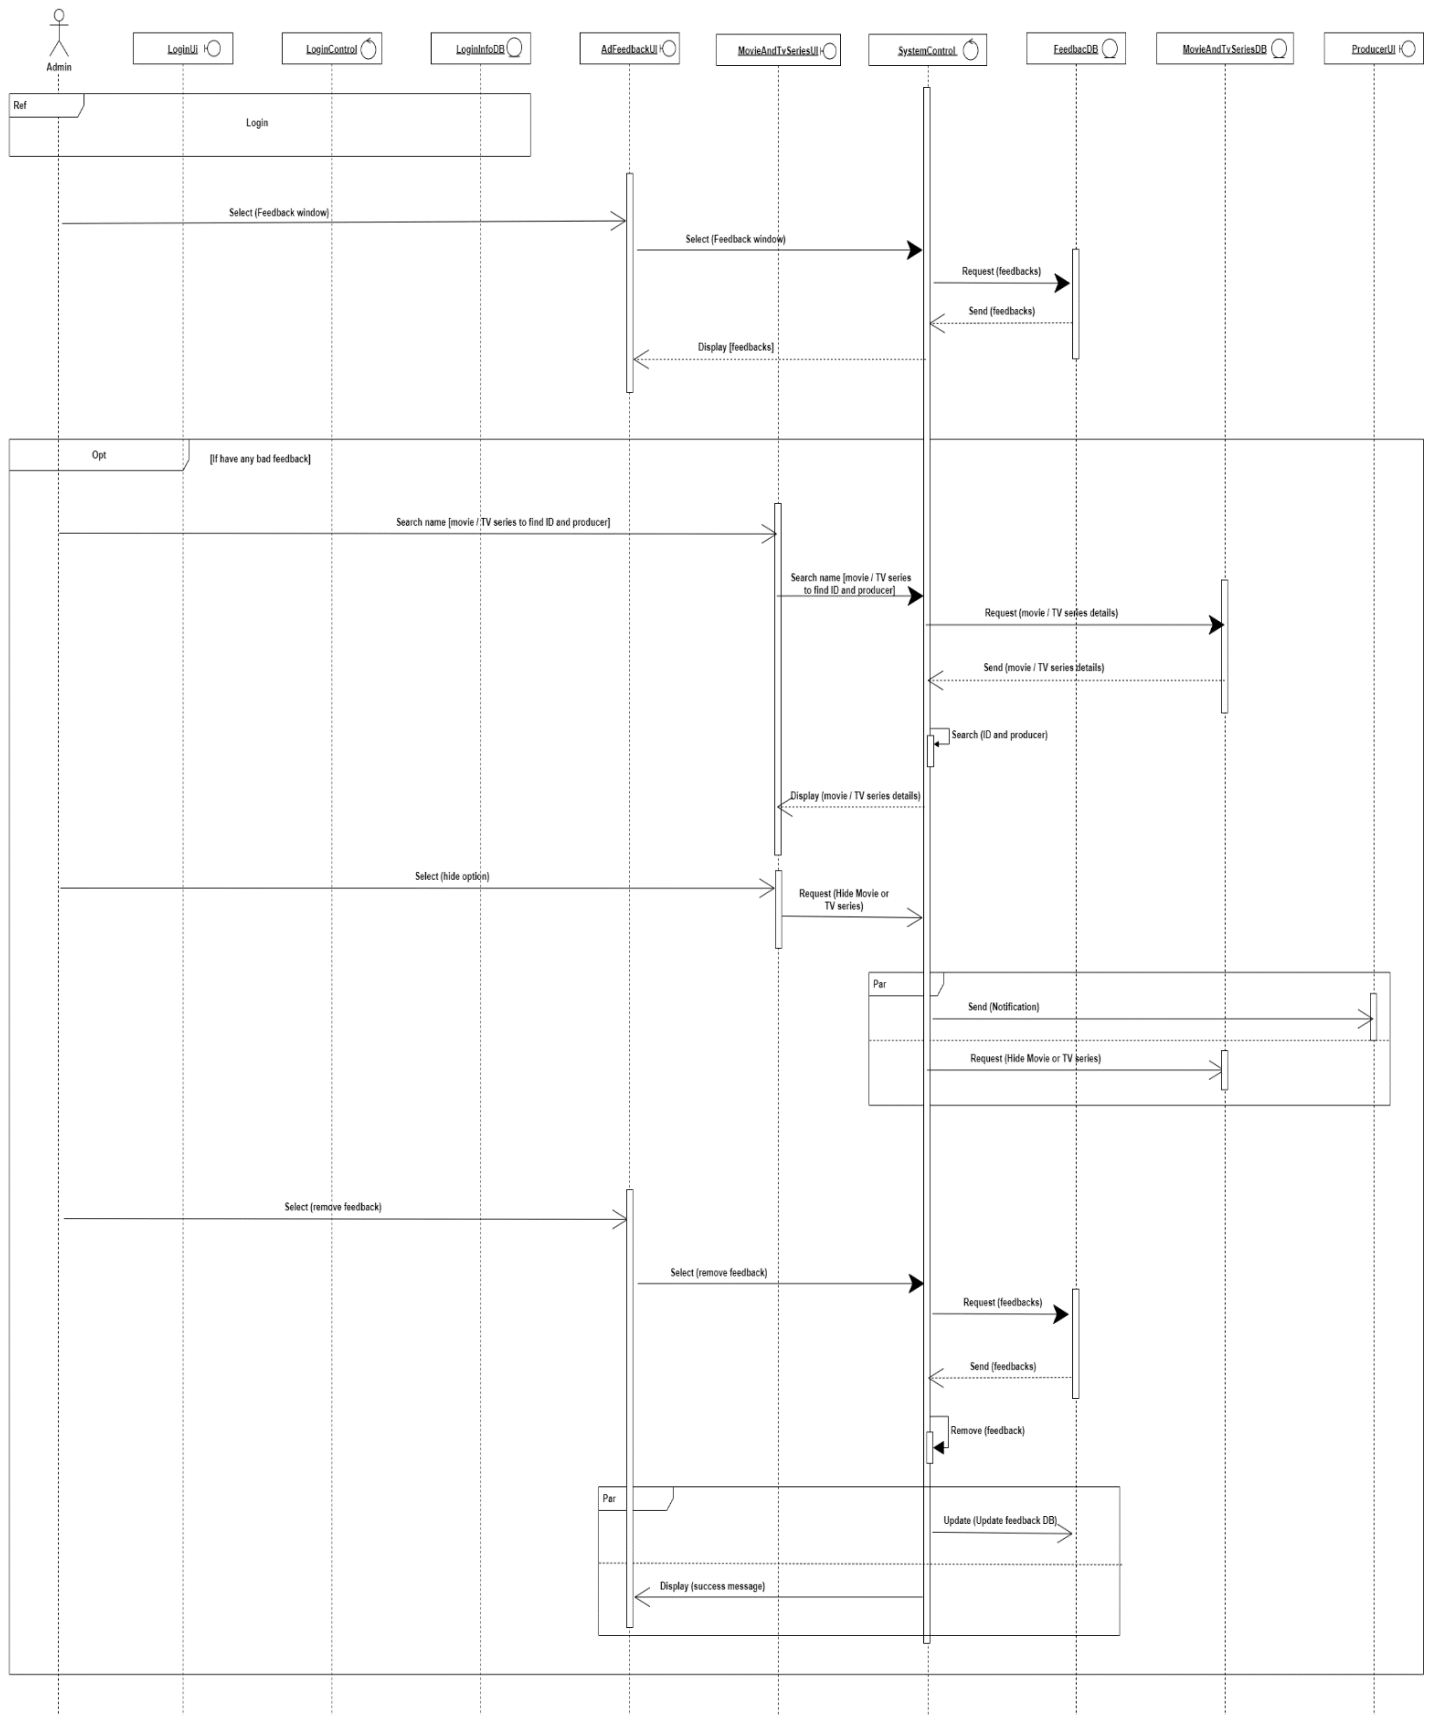 Admin
LoginUi
LoginControl
LoginInfoDB
AdFeedbackUI
MovieAndTvSeriesUI
SystemControl
FeedbacDB
MovieAndTvSeriesDB
ProducerUI
Ref
Login
Select (Feedback window)
Select (Feedback window)
Request (feedbacks)
Send (feedbacks)
Display [feedbacks]
Opt
[If have any bad feedback]
Search name [movie / TV series to find ID and producer]
Search name [movie / TV series
to find ID and producer]
Request (movie / TV series details)
Send (movie / TV series details)
Search (ID and producer)
Display (movie / TV series details)
Select (hide option)
Request (Hide Movie or
TV series)
Par
Send (Notification)
Request (Hide Movie or TV series)
Select (remove feedback)
Select (remove feedback)
Request (feedbacks)
Send (feedbacks)
Remove (feedback)
Par
Update (Update feedback DB)
Display (success message)